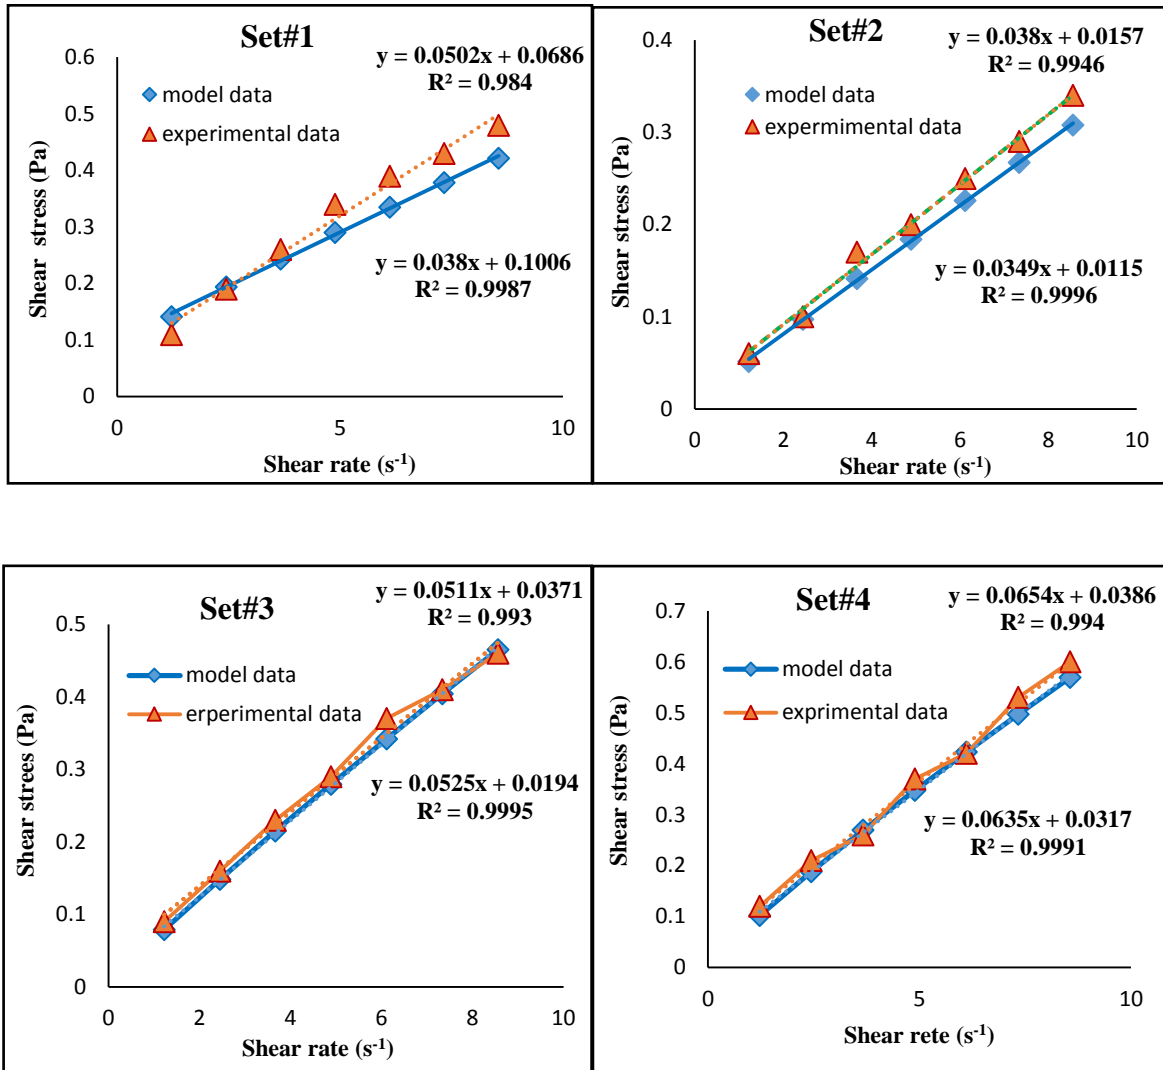 Set#1
y = 0.0502x + 0.0686
R² = 0.984
model data
experimental data
y = 0.038x + 0.1006
R² = 0.9987
Shear stress (Pa)
0.6
0.5
0.4
0.3
0.2
0.1
0
0
5
10
Shear rate (s⁻¹)
Set#2
y = 0.038x + 0.0157
R² = 0.9946
model data
expermimental data
y = 0.0349x + 0.0115
R² = 0.9996
Shear stress (Pa)
0.4
0.3
0.2
0.1
0
0
2
4
6
8
10
Shear rate (s⁻¹)
Set#3
y = 0.0511x + 0.0371
R² = 0.993
model data
erperimental data
y = 0.0525x + 0.0194
R² = 0.9995
Shear strees (Pa)
0.5
0.4
0.3
0.2
0.1
0
0
2
4
6
8
10
Shear rate (s⁻¹)
Set#4
y = 0.0654x + 0.0386
R² = 0.994
model data
exprimental data
y = 0.0635x + 0.0317
R² = 0.9991
Shear stress (Pa)
0.7
0.6
0.5
0.4
0.3
0.2
0.1
0
0
5
10
Shear rete (s⁻¹)